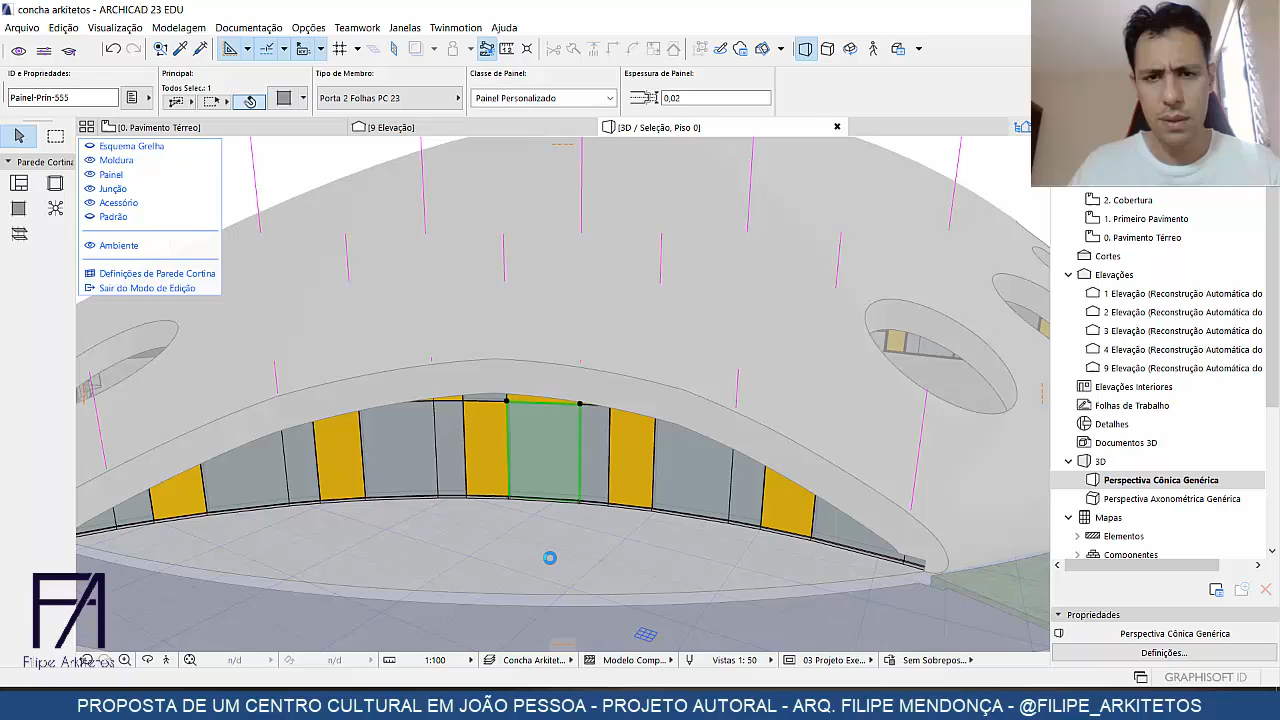 concha arkitetos - ARCHICAD 23 EDU
Arquivo Edição Visualização Modelagem Documentação Opções Teamwork Janelas Twinmotion Ajuda
ID e Propriedades: Principal: Tipo de Membro: Classe de Painel: Espessura de Painel:
Todos Selec.: 1
Painel-Prin-555 Porta 2 Folhas PC 23 Painel Personalizado 0,02
[0. Pavimento Térreo] [9 Elevação] [3D / Seleção, Piso 0]
Parede Cortina
Esquema Grelha
Moldura
Painel
Junção
Acessório
Padrão
Ambiente
Definições de Parede Cortina
Sair do Modo de Edição
2. Cobertura
1. Primeiro Pavimento
0. Pavimento Térreo
Cortes
Elevações
1 Elevação (Reconstrução Automática do
2 Elevação (Reconstrução Automática do
3 Elevação (Reconstrução Automática do
4 Elevação (Reconstrução Automática do
9 Elevação (Reconstrução Automática do
Elevações Interiores
Folhas de Trabalho
Detalhes
Documentos 3D
3D
Perspectiva Cônica Genérica
Perspectiva Axonométrica Genérica
Mapas
Elementos
Componentes
Propriedades
Perspectiva Cônica Genérica
Definições...
FA
Filipe Arkitetos
n/d n/d 1:100 Concha Arkitet... Modelo Comp... Vistas 1: 50 03 Projeto Exe... Sem Sobrepos...
GRAPHISOFT ID
PROPOSTA DE UM CENTRO CULTURAL EM JOÃO PESSOA - PROJETO AUTORAL - ARQ. FILIPE MENDONÇA - @FILIPE_ARKITETOS